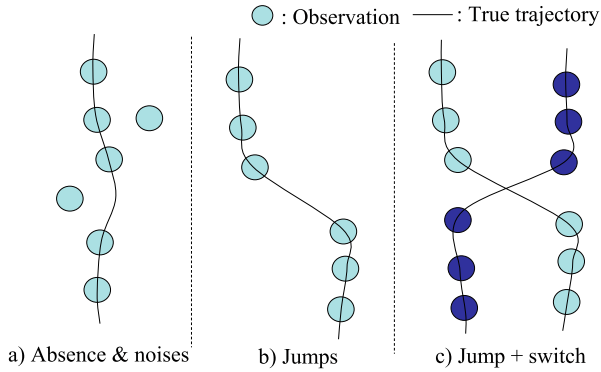 : Observation : True trajectory
a) Absence & noises b) Jumps c) Jump + switch